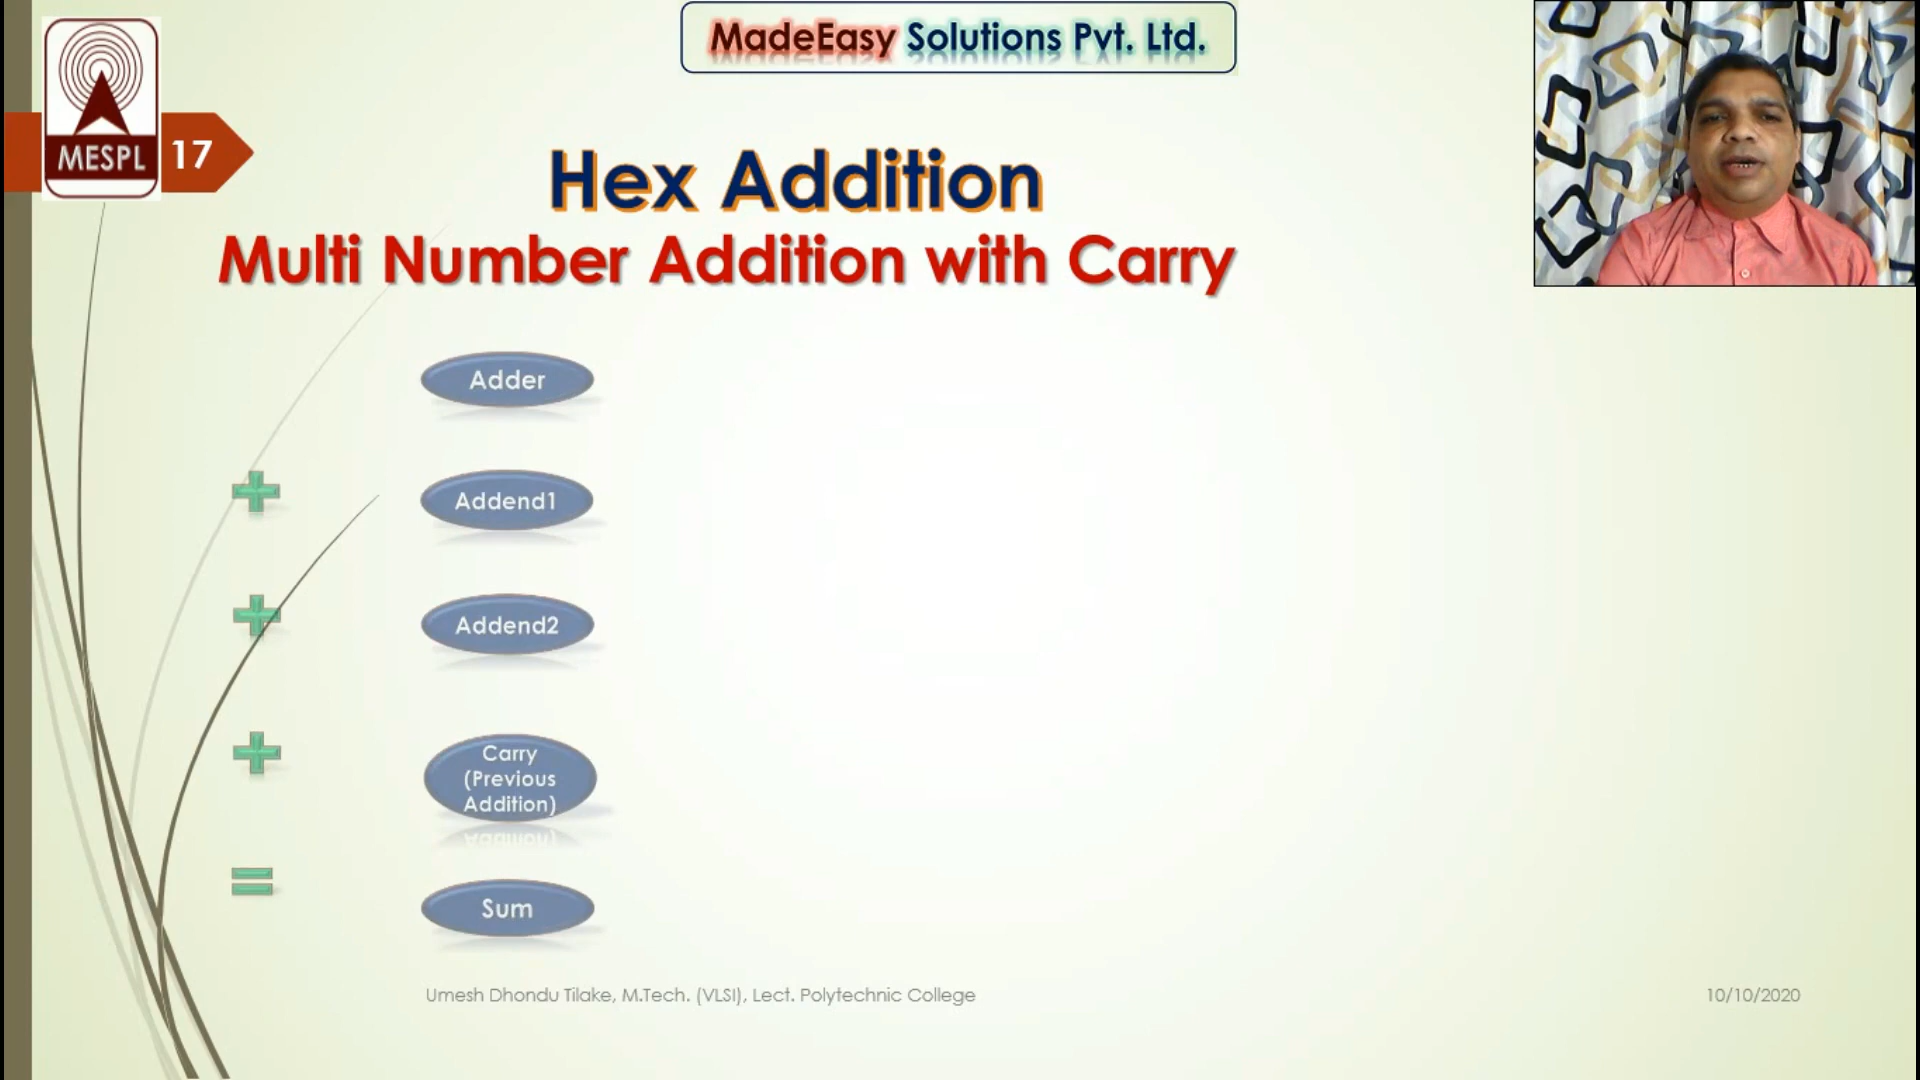 MadeEasy Solutions Pvt. Ltd.
MESPL
17
Hex Addition
Multi Number Addition with Carry
Adder
Addend1
Addend2
Carry
(Previous
Addition)
Sum
Umesh Dhondu Tilake, M.Tech. (VLSI), Lect. Polytechnic College
10/10/2020